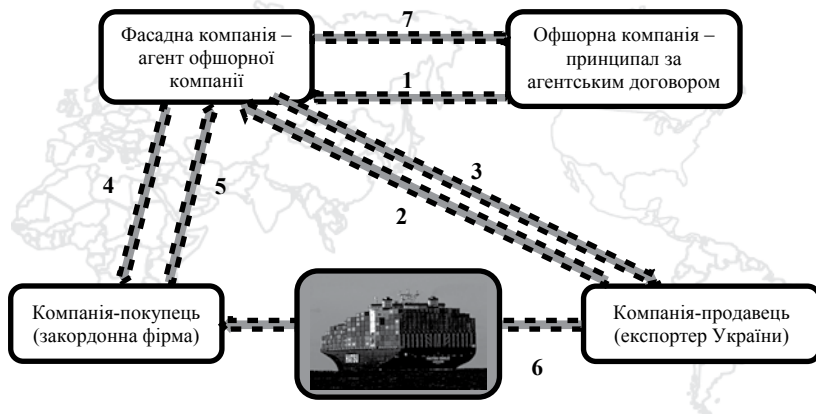 7
Фасадна компанія –
агент офшорної
компанії
Офшорна компанія –
принципал за
агентським договором
1
3
4
5
2
Компанія-покупець
(закордонна фірма)
Компанія-продавець
(експортер України)
6